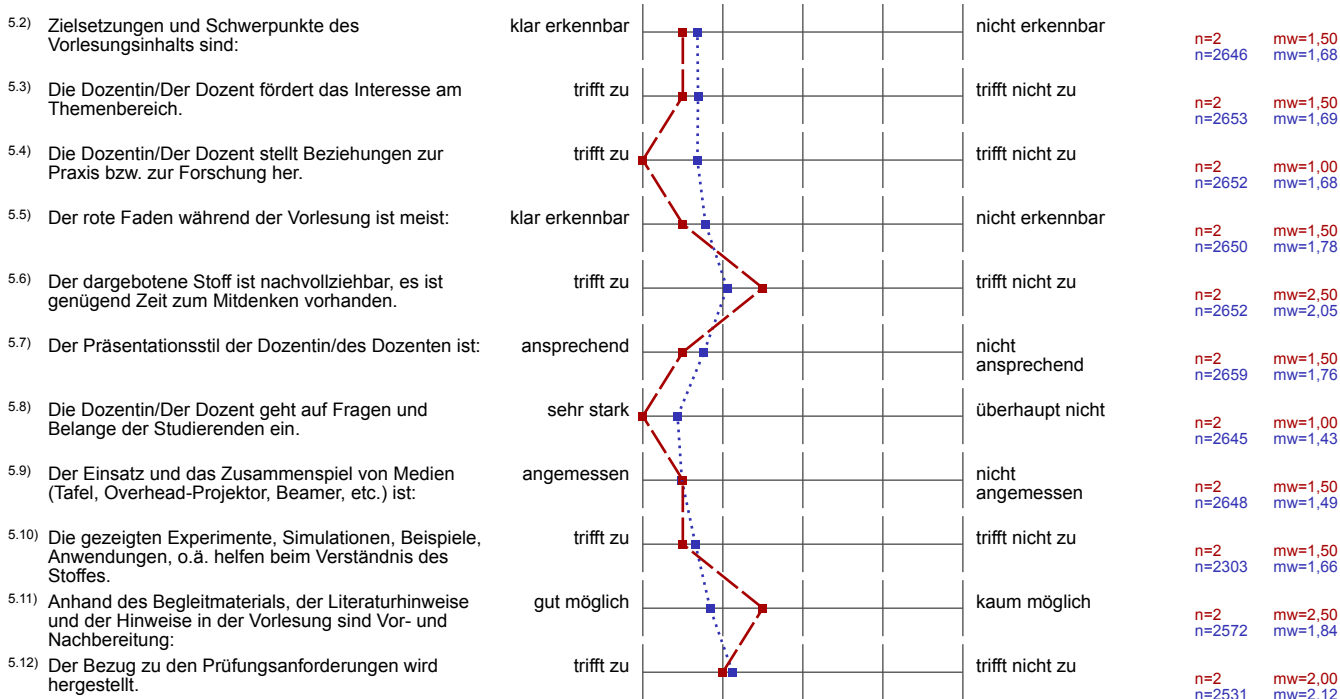 5.2) Zielsetzungen und Schwerpunkte des
Vorlesungsinhalts sind:
klar erkennbar
nicht erkennbar
n=2 mw=1,50
n=2646 mw=1,68
5.3) Die Dozentin/Der Dozent fördert das Interesse am
Themenbereich.
trifft zu
trifft nicht zu
n=2 mw=1,50
n=2653 mw=1,69
5.4) Die Dozentin/Der Dozent stellt Beziehungen zur
Praxis bzw. zur Forschung her.
trifft zu
trifft nicht zu
n=2 mw=1,00
n=2652 mw=1,68
5.5) Der rote Faden während der Vorlesung ist meist:
klar erkennbar
nicht erkennbar
n=2 mw=1,50
n=2650 mw=1,78
5.6) Der dargebotene Stoff ist nachvollziehbar, es ist
genügend Zeit zum Mitdenken vorhanden.
trifft zu
trifft nicht zu
n=2 mw=2,50
n=2652 mw=2,05
5.7) Der Präsentationsstil der Dozentin/des Dozenten ist:
ansprechend
nicht
ansprechend
n=2 mw=1,50
n=2659 mw=1,76
5.8) Die Dozentin/Der Dozent geht auf Fragen und
Belange der Studierenden ein.
sehr stark
überhaupt nicht
n=2 mw=1,00
n=2645 mw=1,43
5.9) Der Einsatz und das Zusammenspiel von Medien
(Tafel, Overhead-Projektor, Beamer, etc.) ist:
angemessen
nicht
angemessen
n=2 mw=1,50
n=2648 mw=1,49
5.10) Die gezeigten Experimente, Simulationen, Beispiele,
Anwendungen, o.ä. helfen beim Verständnis des
Stoffes.
trifft zu
trifft nicht zu
n=2 mw=1,50
n=2303 mw=1,66
5.11) Anhand des Begleitmaterials, der Literaturhinweise
und der Hinweise in der Vorlesung sind Vor- und
Nachbereitung:
gut möglich
kaum möglich
n=2 mw=2,50
n=2572 mw=1,84
5.12) Der Bezug zu den Prüfungsanforderungen wird
hergestellt.
trifft zu
trifft nicht zu
n=2 mw=2,00
n=2531 mw=2,12